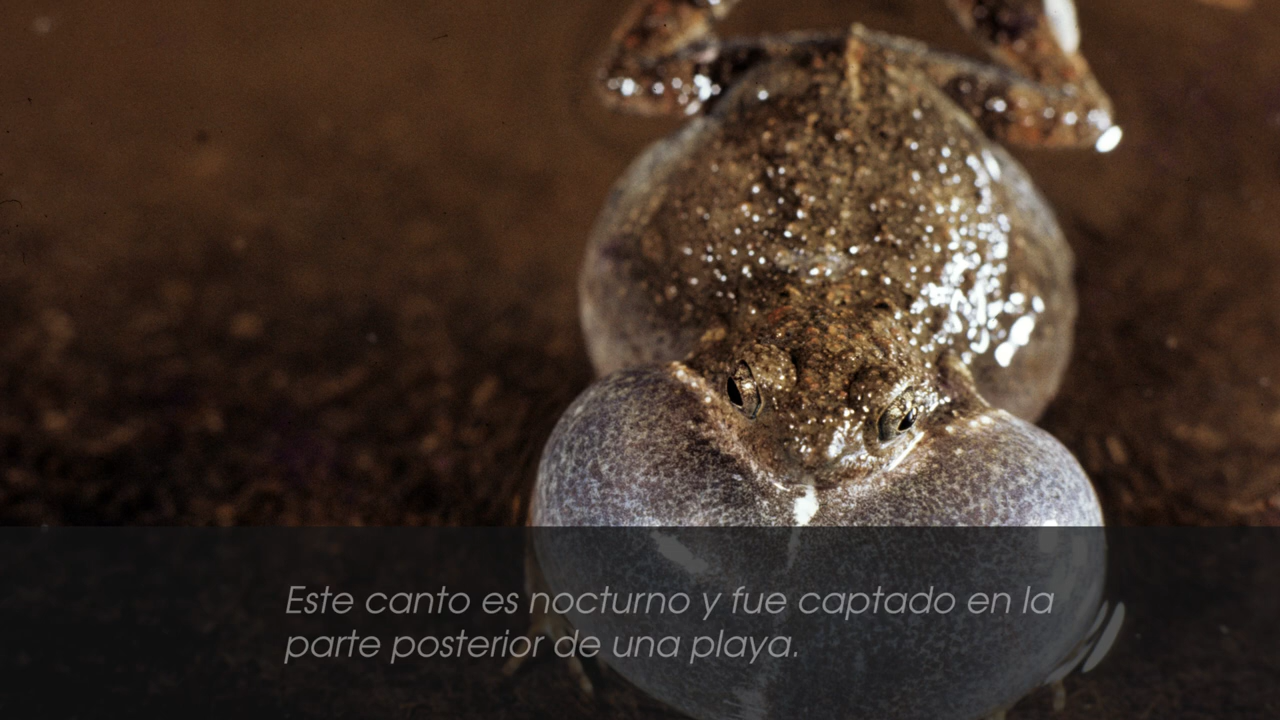 Este canto es nocturno y fue captado en la
parte posterior de una playa.